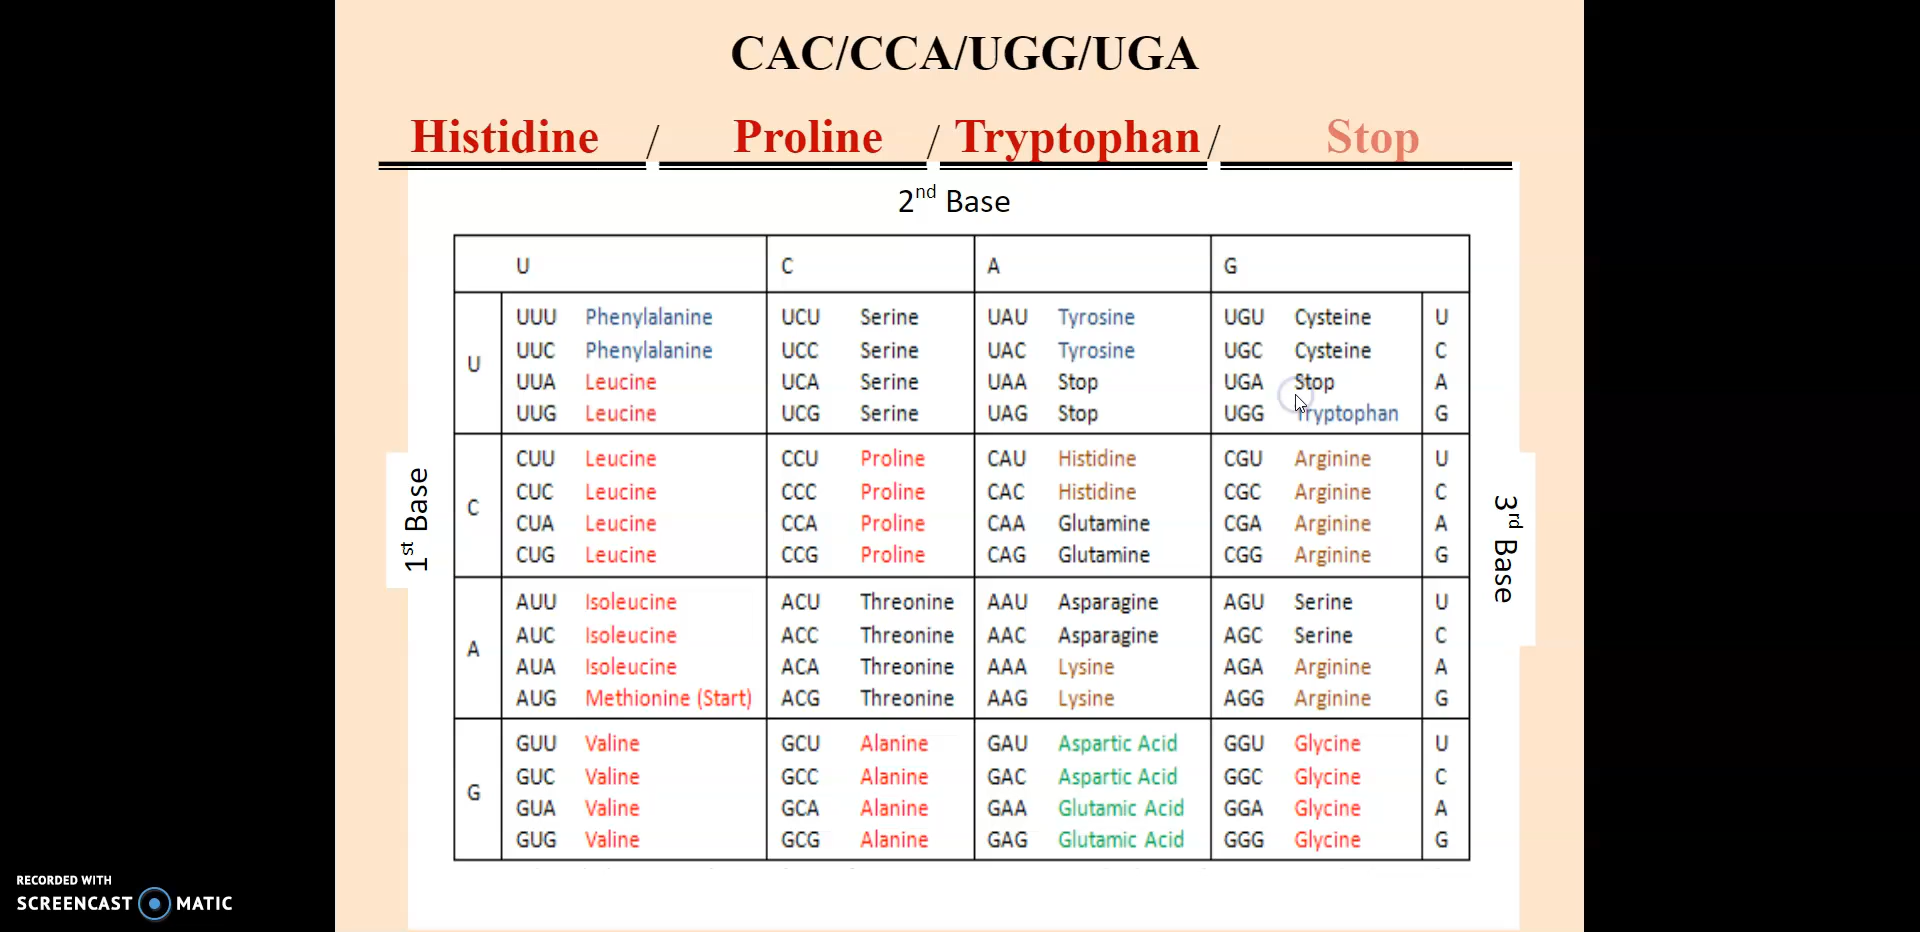 CAC/CCA/UGG/UGA
Histidine / Proline / Tryptophan / Stop
2nd Base
U C A G
UUU Phenylalanine UCU Serine UAU Tyrosine UGU Cysteine U
UUC Phenylalanine UCC Serine UAC Tyrosine UGC Cysteine C
U
UUA Leucine UCA Serine UAA Stop UGA Stop A
UUG Leucine UCG Serine UAG Stop UGG Tryptophan G
CUU Leucine CCU Proline CAU Histidine CGU Arginine U
CUC Leucine CCC Proline CAC Histidine CGC Arginine C
C
CUA Leucine CCA Proline CAA Glutamine CGA Arginine A
CUG Leucine CCG Proline CAG Glutamine CGG Arginine G
1st Base
3rd Base
AUU Isoleucine ACU Threonine AAU Asparagine AGU Serine U
AUC Isoleucine ACC Threonine AAC Asparagine AGC Serine C
A
AUA Isoleucine ACA Threonine AAA Lysine AGA Arginine A
AUG Methionine (Start) ACG Threonine AAG Lysine AGG Arginine G
GUU Valine GCU Alanine GAU Aspartic Acid GGU Glycine U
GUC Valine GCC Alanine GAC Aspartic Acid GGC Glycine C
G
GUA Valine GCA Alanine GAA Glutamic Acid GGA Glycine A
GUG Valine GCG Alanine GAG Glutamic Acid GGG Glycine G
RECORDED WITH
SCREENCAST MATIC